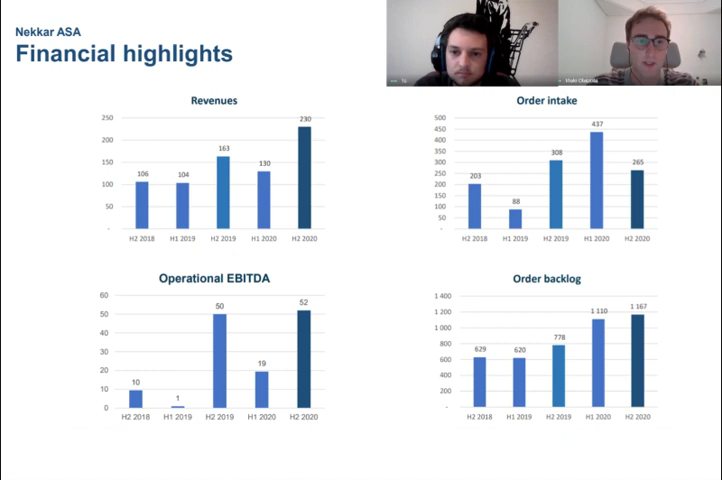 Nekkar ASA
Financial highlights
Revenues
250
200
150
100
50
-
106
104
163
130
230
H2 2018
H1 2019
H2 2019
H1 2020
H2 2020
Order intake
500
450
400
350
300
250
200
150
100
50
-
203
88
308
437
265
H2 2018
H1 2019
H2 2019
H1 2020
H2 2020
Operational EBITDA
60
50
40
30
20
10
0
10
1
50
19
52
H2 2018
H1 2019
H2 2019
H1 2020
H2 2020
Order backlog
1 400
1 200
1 000
800
600
400
200
-
629
620
778
1 110
1 167
H2 2018
H1 2019
H2 2019
H1 2020
H2 2020